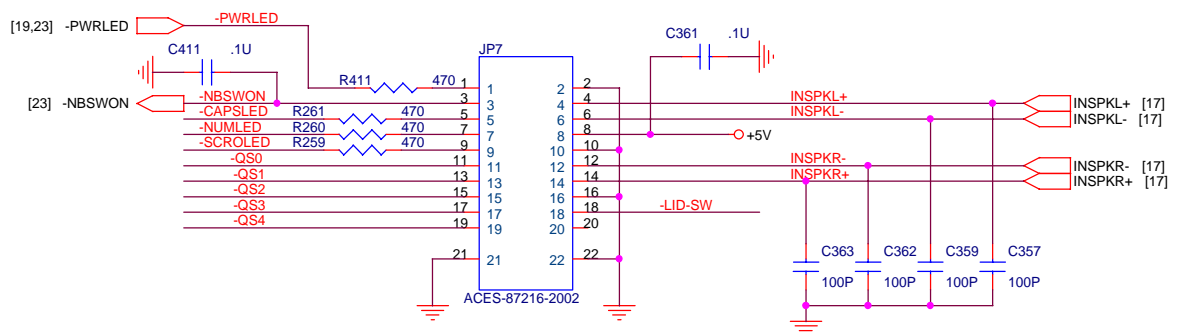 [19,23] -PWRLED -PWRLED
C411 .1U C361 .1U
JP7
R411 470 1 1 2 2
[23] -NBSWON -NBSWON 3 3 4 4 INSPKL+ INSPKL+ [17]
-CAPSLED R261 470 5 5 6 6 INSPKL- INSPKL- [17]
-NUMLED R260 470 7 7 8 8 +5V
-SCROLED R259 470 9 9 10 10
-QS0 11 11 12 12 INSPKR- INSPKR- [17]
-QS1 13 13 14 14 INSPKR+ INSPKR+ [17]
-QS2 15 15 16 16
-QS3 17 17 18 18 -LID-SW
-QS4 19 19 20 20
21 21 22 22
C363 C362 C359 C357
100P 100P 100P 100P
ACES-87216-2002